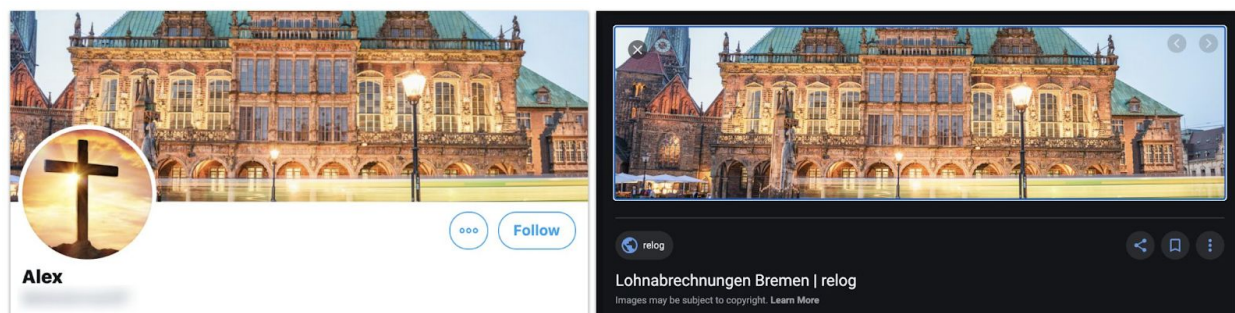 Follow
Alex
relog
Lohnabrechnungen Bremen | relog
Images may be subject to copyright. Learn More